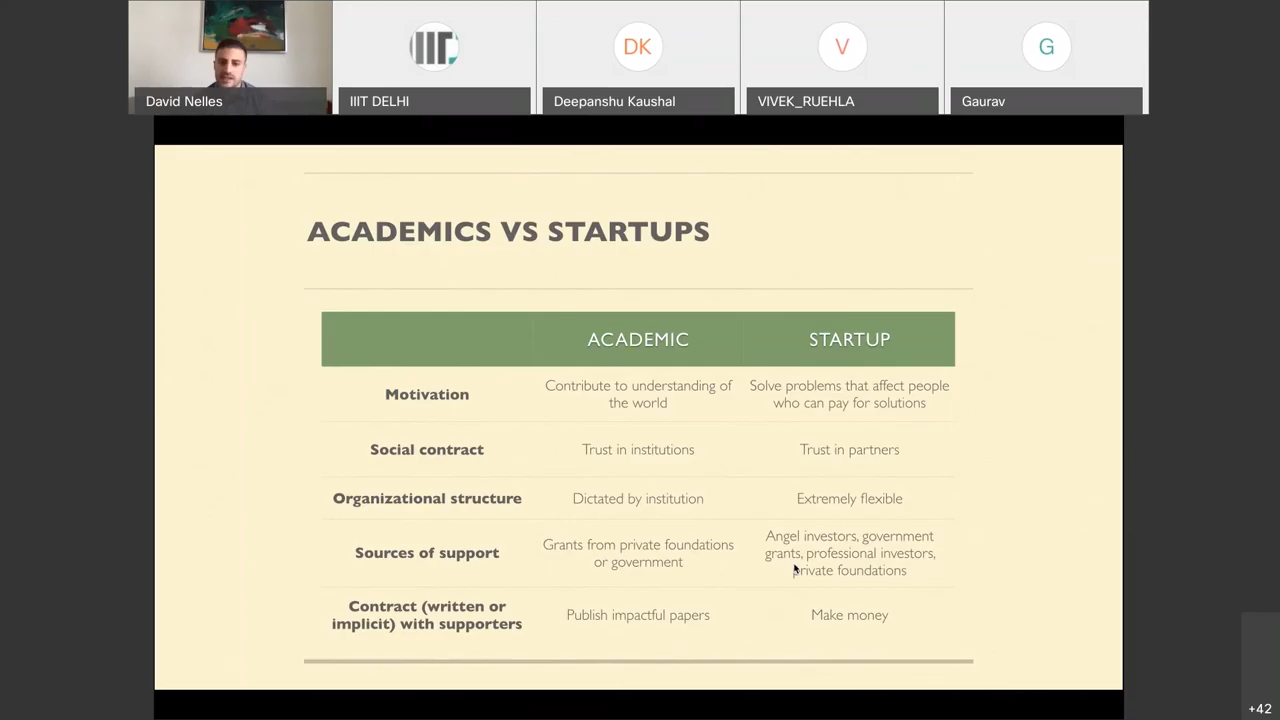 DK
V
G
David Nelles
IIIT DELHI
Deepanshu Kaushal
VIVEK_RUEHLA
Gaurav
ACADEMICS VS STARTUPS
ACADEMIC
STARTUP
Motivation
Contribute to understanding of
the world
Solve problems that affect people
who can pay for solutions
Social contract
Trust in institutions
Trust in partners
Organizational structure
Dictated by institution
Extremely flexible
Sources of support
Grants from private foundations
or government
Angel investors, government
grants, professional investors,
private foundations
Contract (written or
implicit) with supporters
Publish impactful papers
Make money
+42